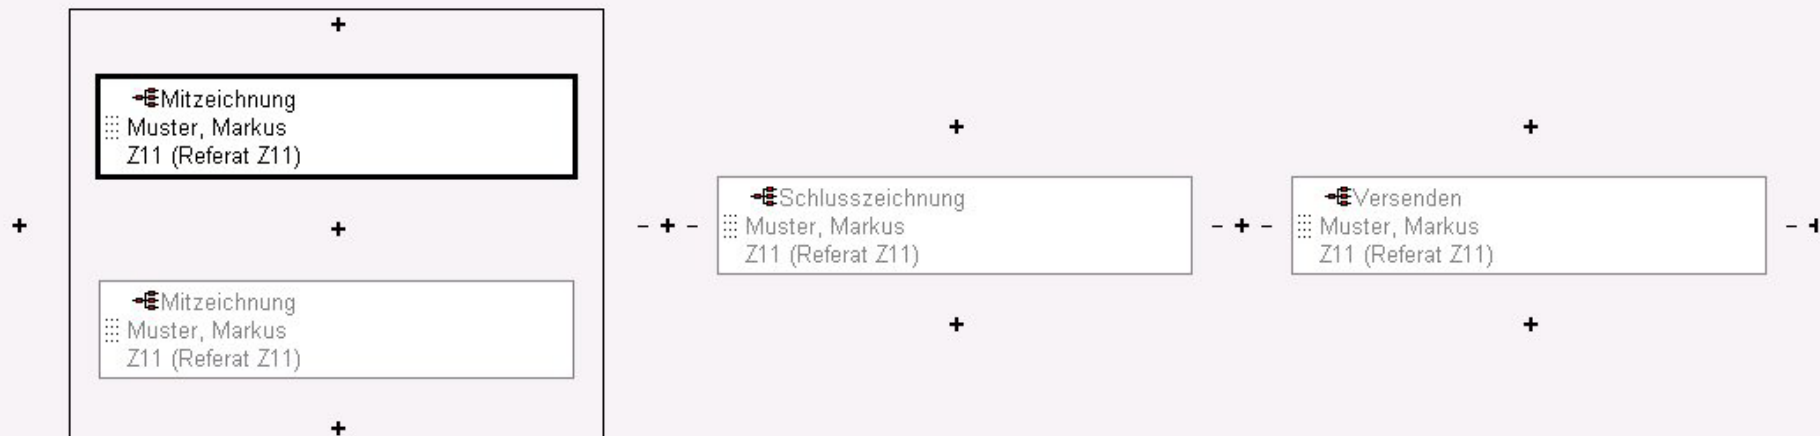 +
Mitzeichnung
Muster, Markus
Z11 (Referat Z11)
+
+
Mitzeichnung
Muster, Markus
Z11 (Referat Z11)
+
– + –
+
Schlusszeichnung
Muster, Markus
Z11 (Referat Z11)
+
– + –
+
Versenden
Muster, Markus
Z11 (Referat Z11)
+
– +